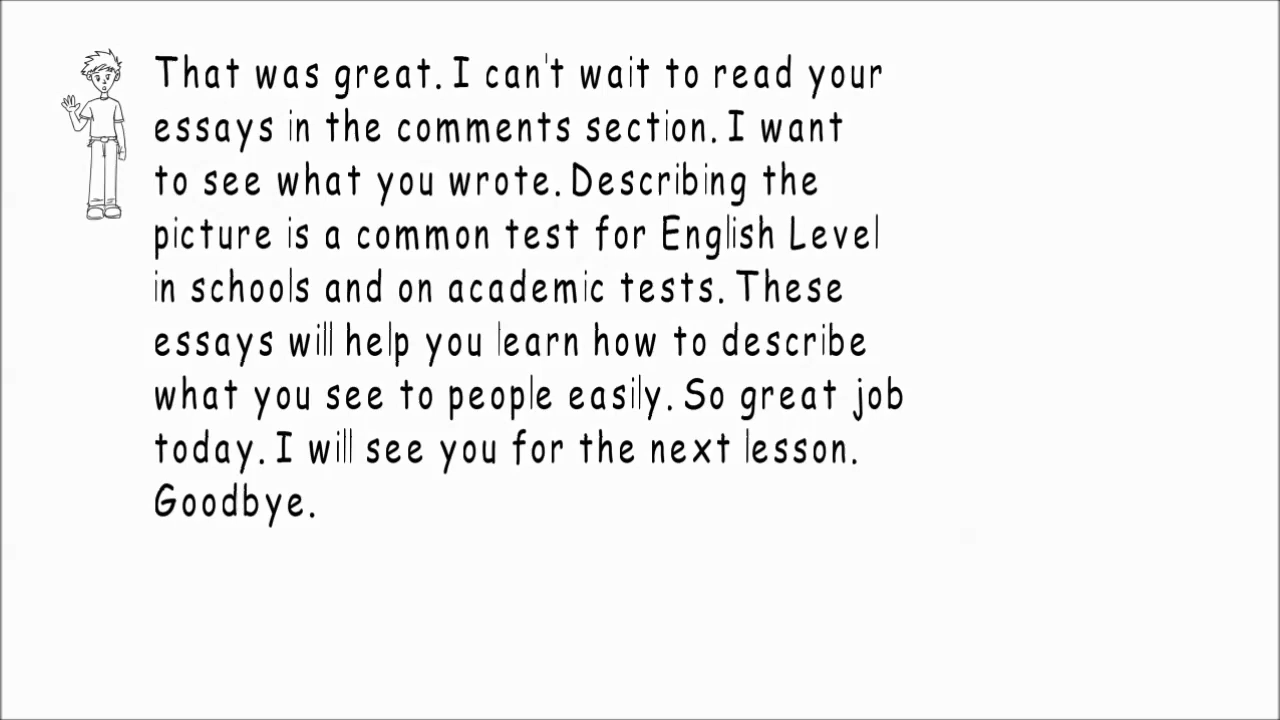 That was great. I can't wait to read your
essays in the comments section. I want
to see what you wrote. Describing the
picture is a common test for English Level
in schools and on academic tests. These
essays will help you learn how to describe
what you see to people easily. So great job
today. I will see you for the next lesson.
Goodbye.